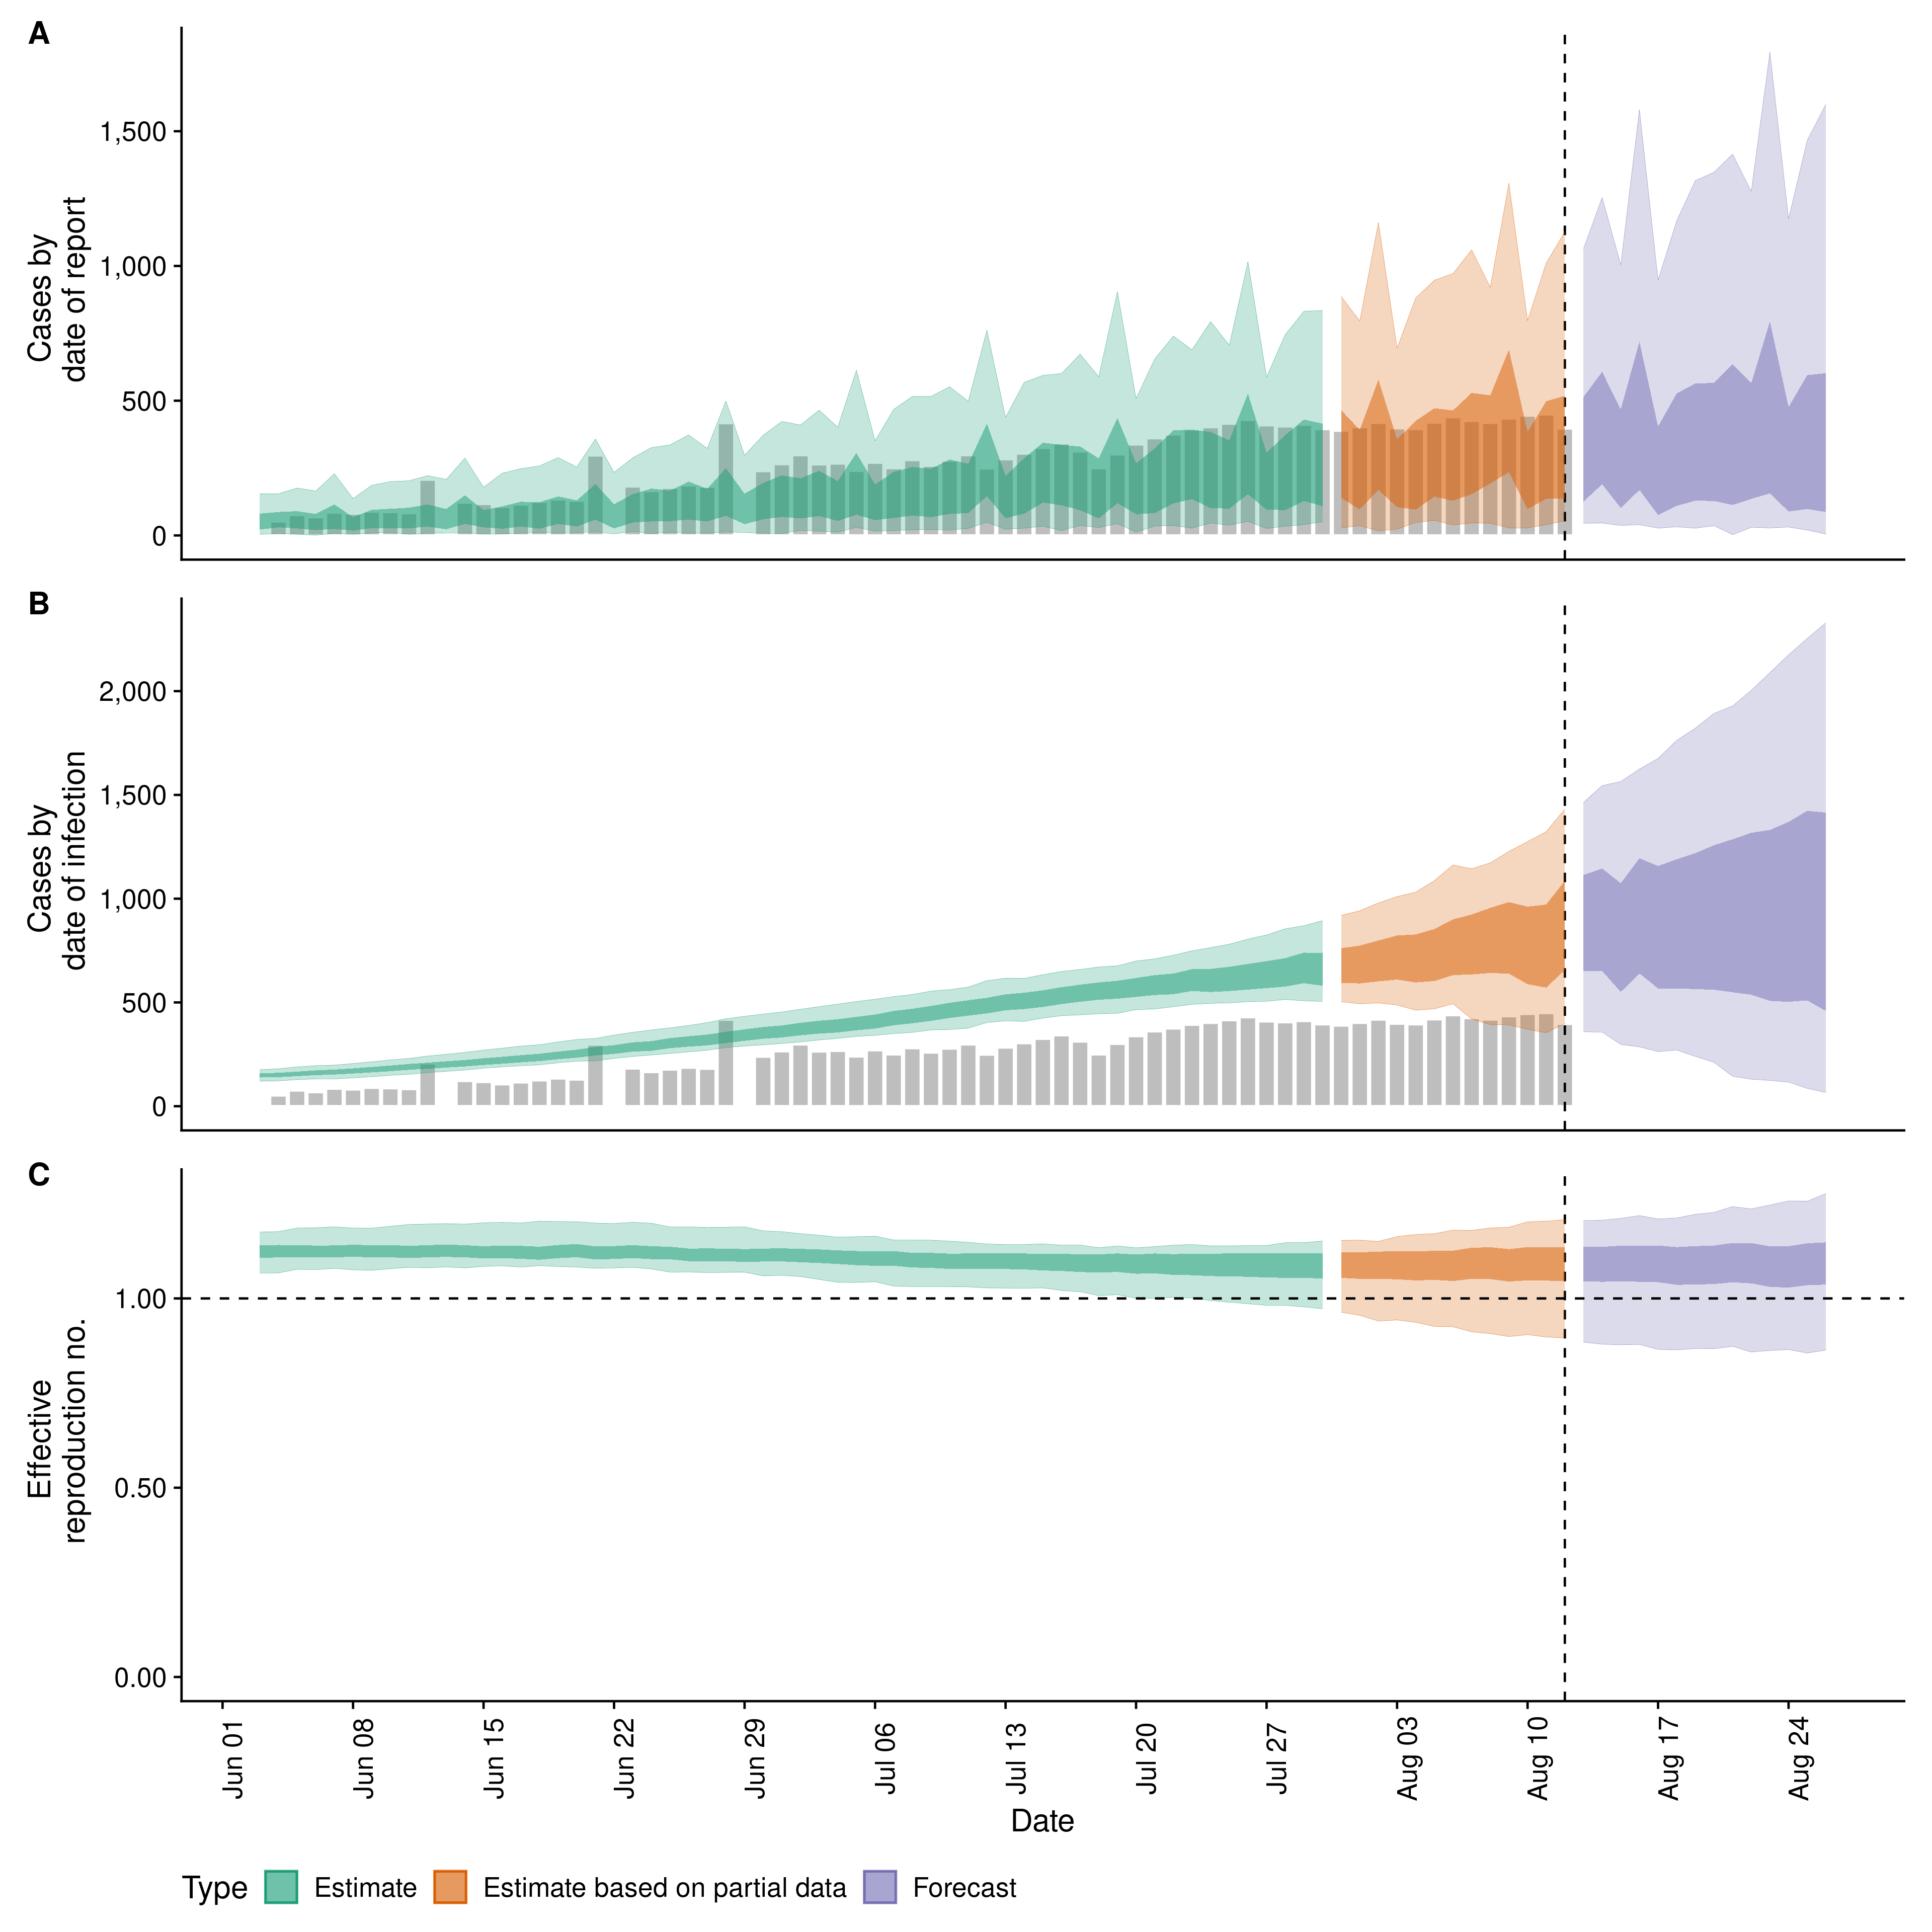 A
Cases by
date of report
1,500
1,000
500
0
B
Cases by
date of infection
2,000
1,500
1,000
500
0
C
Effective
reproduction no.
1.00
0.50
0.00
Jun 01
Jun 08
Jun 15
Jun 22
Jun 29
Jul 06
Jul 13
Jul 20
Jul 27
Aug 03
Aug 10
Aug 17
Aug 24
Date
Type Estimate Estimate based on partial data Forecast